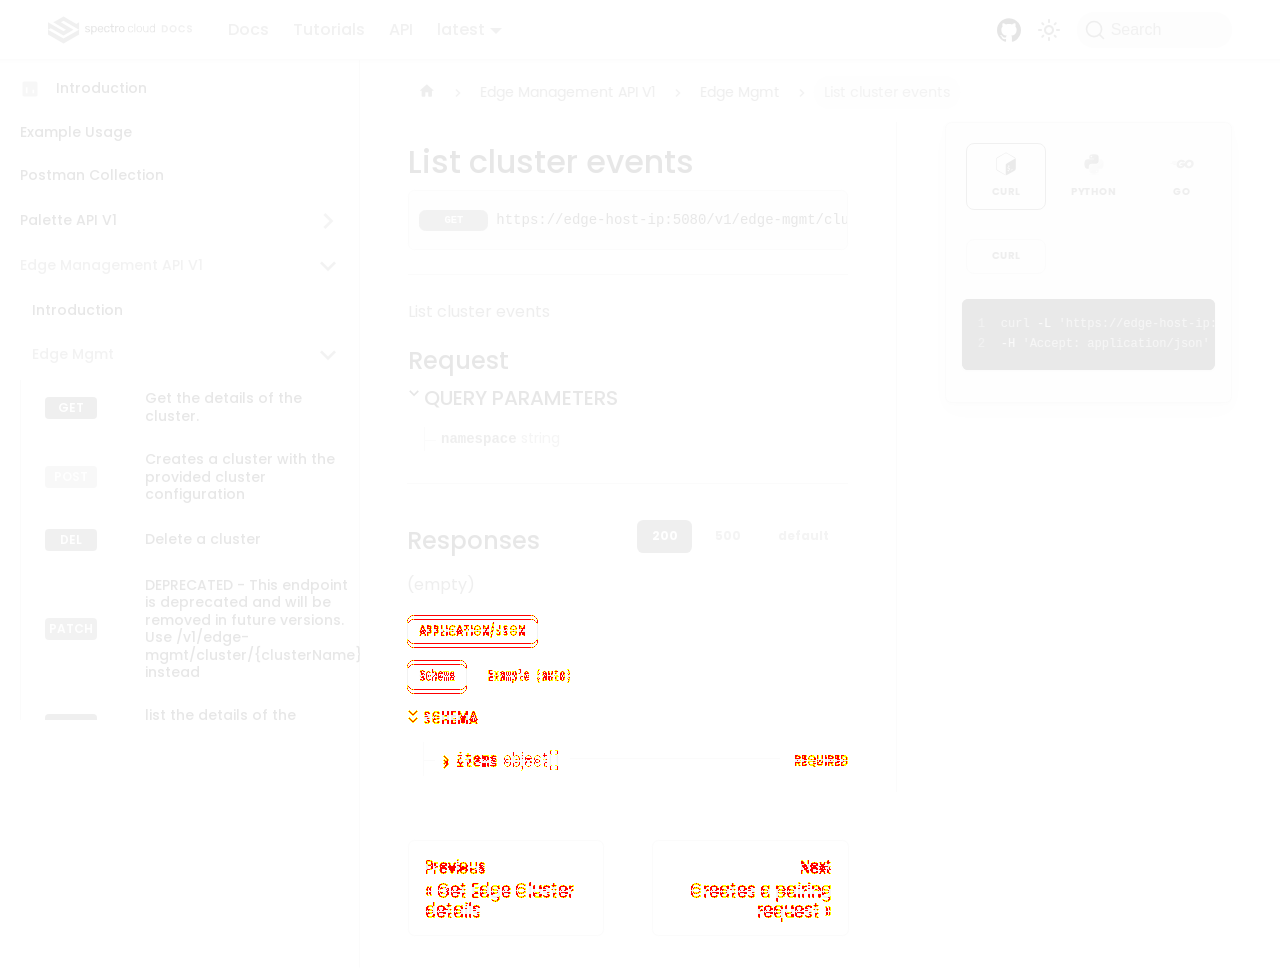 spectro cloud DOCS
Docs
Tutorials
API
latest
Search
Introduction
Example Usage
Postman Collection
Palette API V1
Edge Management API V1
Introduction
Edge Mgmt
GET
Get the details of the
cluster.
POST
Creates a cluster with the
provided cluster
configuration
DEL
Delete a cluster
PATCH
DEPRECATED - This endpoint
is deprecated and will be
removed in future versions.
Use /v1/edge-
mgmt/cluster/{clusterName}
instead
list the details of the
Edge Management API V1
Edge Mgmt
List cluster events
List cluster events
GET
https://edge-host-ip:5080/v1/edge-mgmt/clu
List cluster events
Request
QUERY PARAMETERS
namespace string
Responses
200
500
default
(empty)
APPLICATION/JSON
Schema
Example (auto)
SCHEMA
items object[]
REQUIRED
Previous
« Get Edge Cluster
details
Next
Creates a pairing
request »
CURL
PYTHON
GO
CURL
1 curl -L 'https://edge-host-ip:
2 -H 'Accept: application/json'